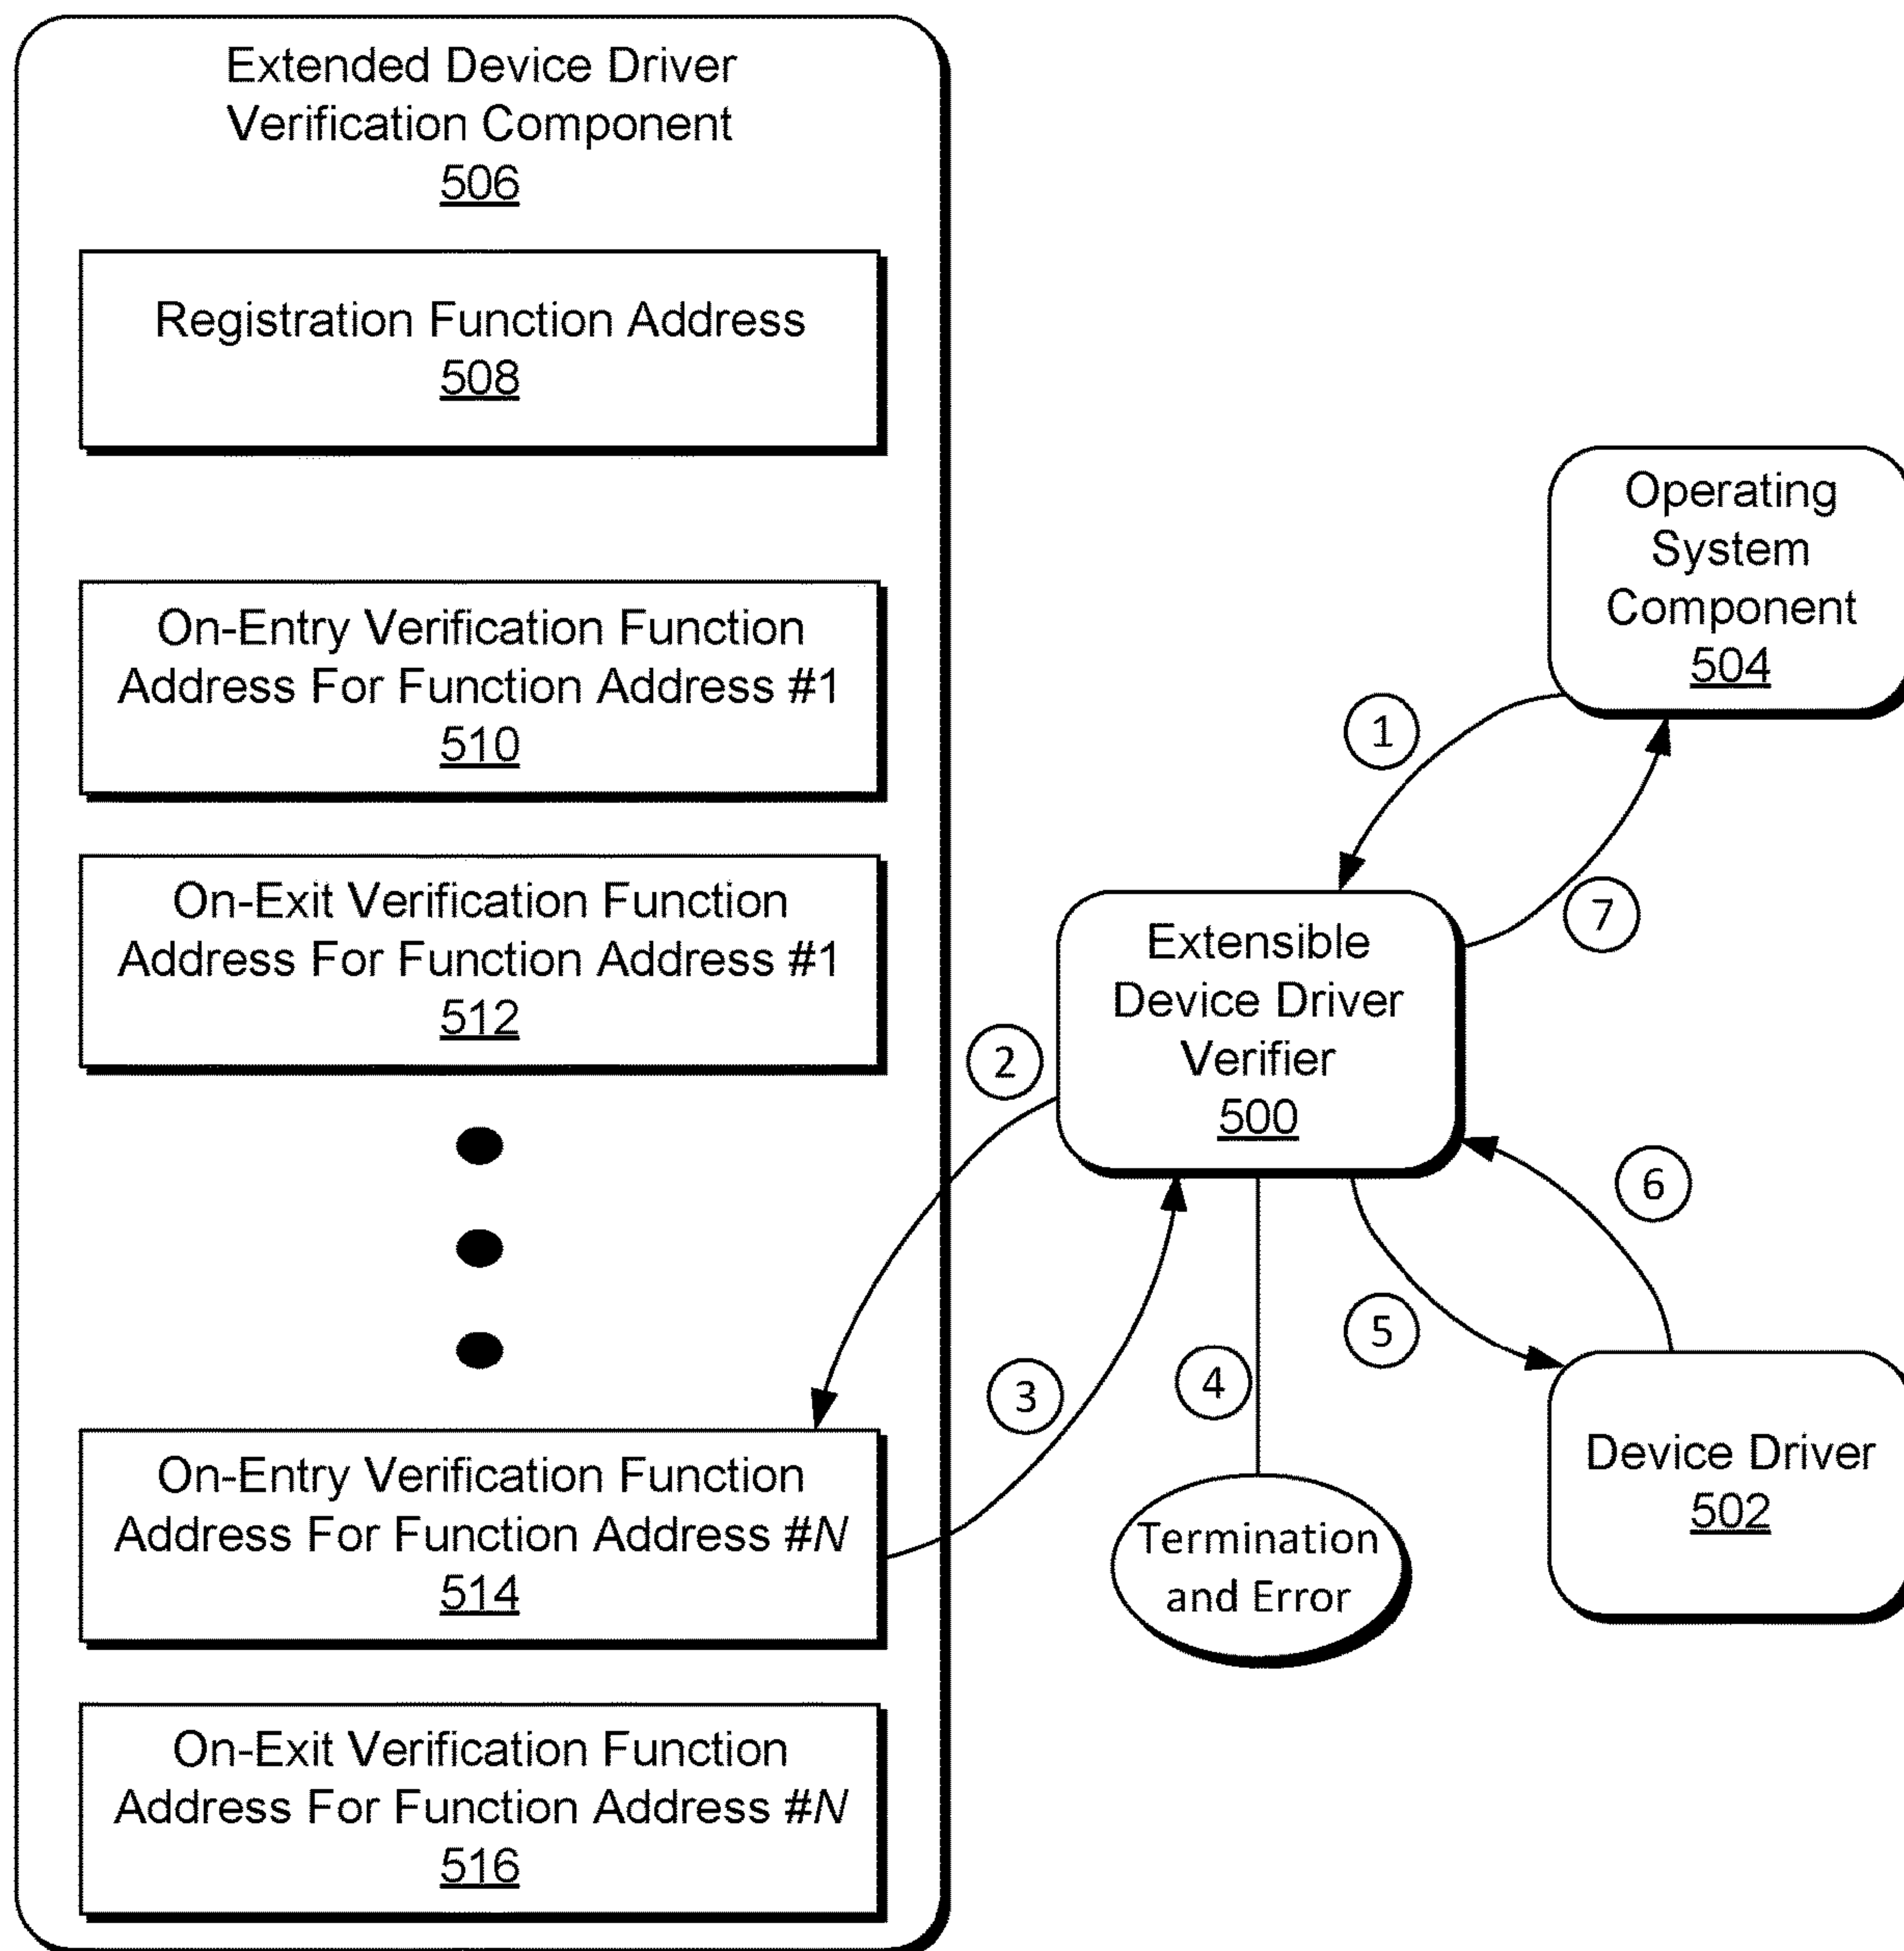 Extended Device Driver
Verification Component
506
Registration Function Address
508
On-Entry Verification Function
Address For Function Address #1
510
On-Exit Verification Function
Address For Function Address #1
512
On-Entry Verification Function
Address For Function Address #N
514
On-Exit Verification Function
Address For Function Address #N
516
Operating
System
Component
504
1
7
Extensible
Device Driver
Verifier
500
2
3
4
5
6
Termination
and Error
Device Driver
502